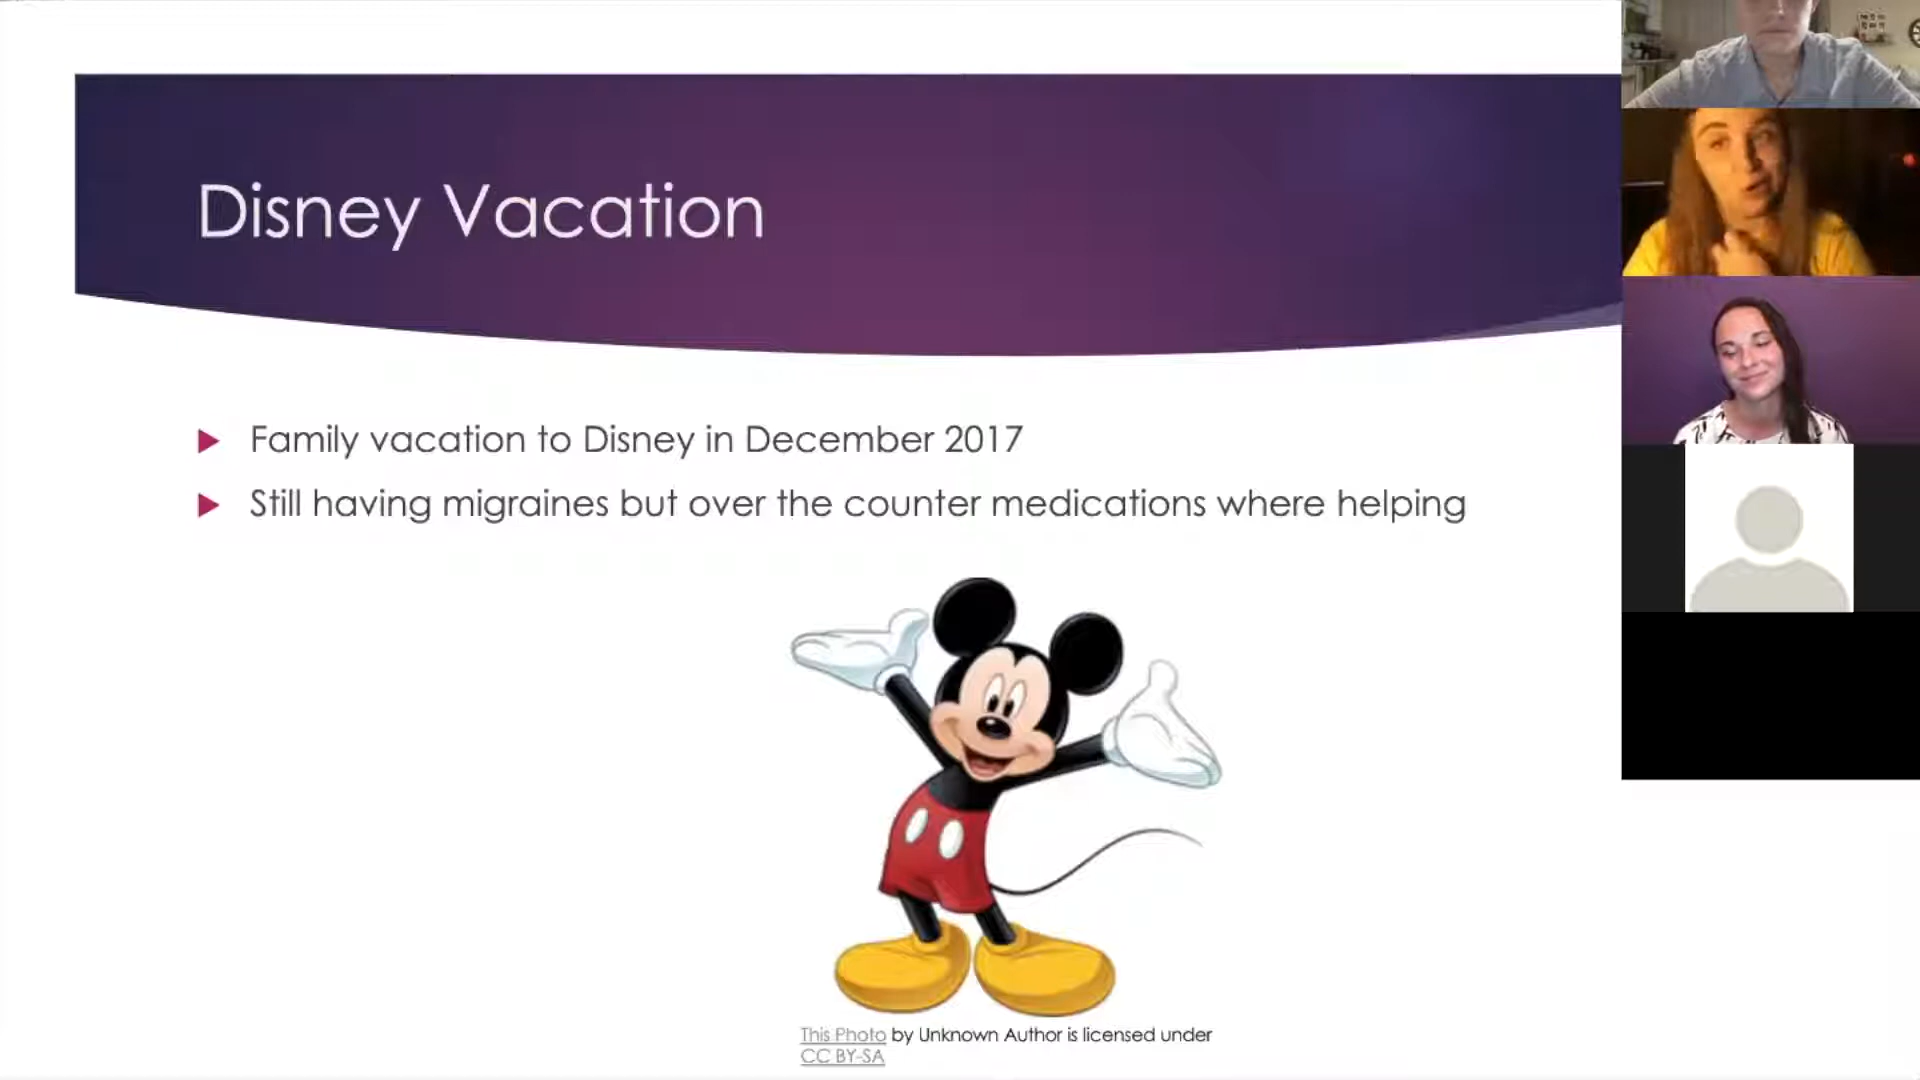 Disney Vacation
Family vacation to Disney in December 2017
Still having migraines but over the counter medications where helping
This Photo by Unknown Author is licensed under
CC BY-SA